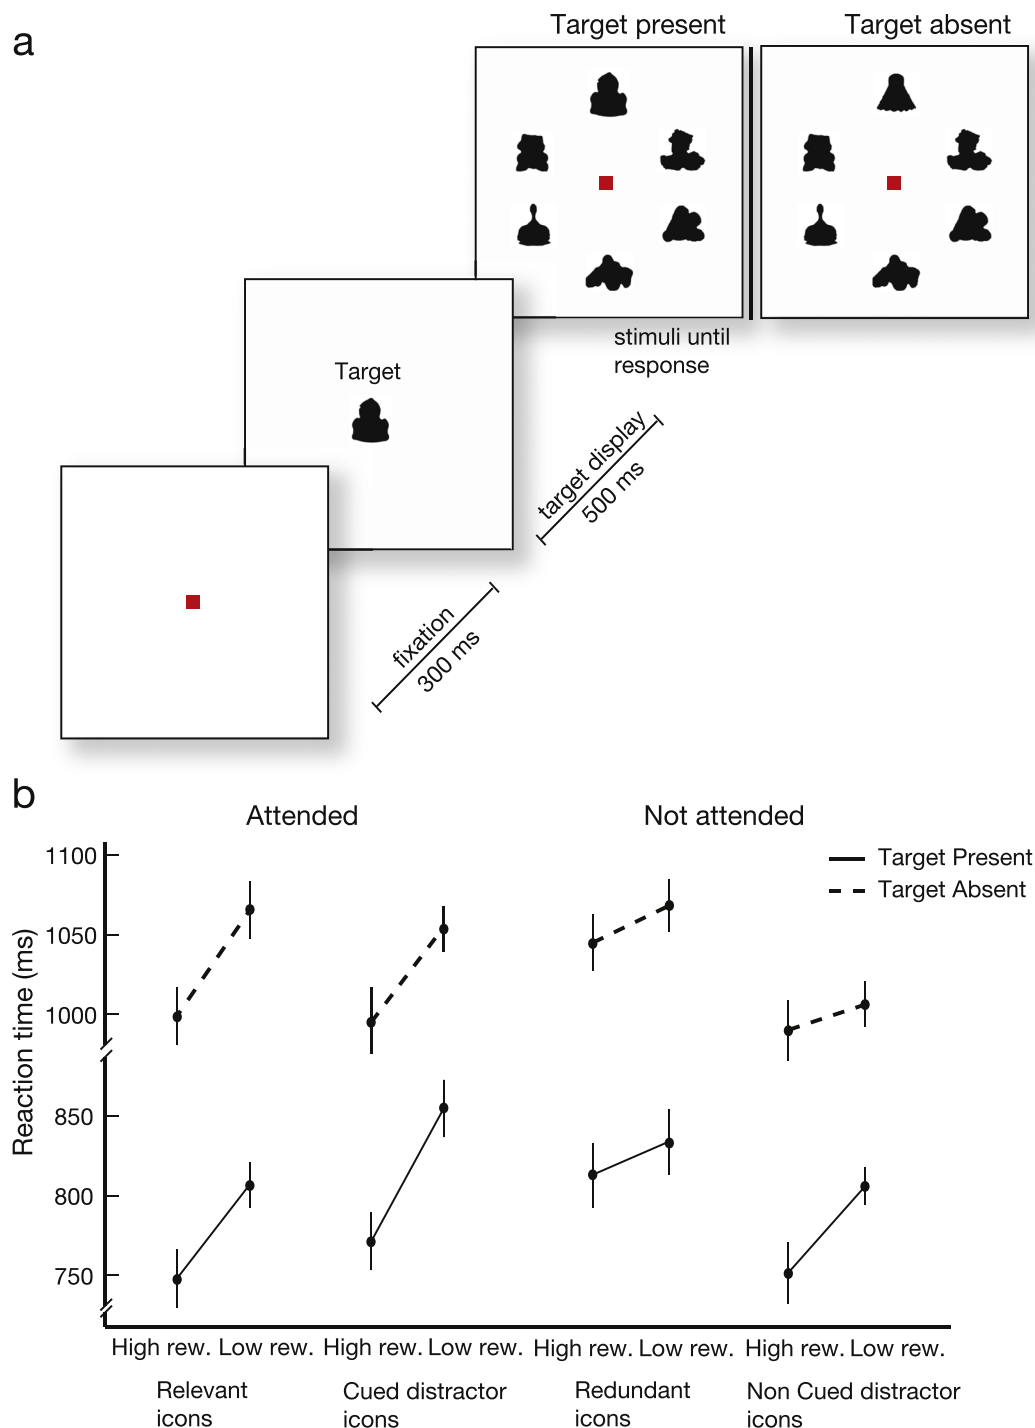 a
Target present
Target absent
stimuli until
response
Target
target display
500 ms
fixation
300 ms
b
Attended
Not attended
Target Present
Target Absent
Reaction time (ms)
1100
1050
1000
850
800
750
High rew. Low rew. High rew. Low rew. High rew. Low rew. High rew. Low rew.
Relevant
icons
Cued distractor
icons
Redundant
icons
Non Cued distractor
icons